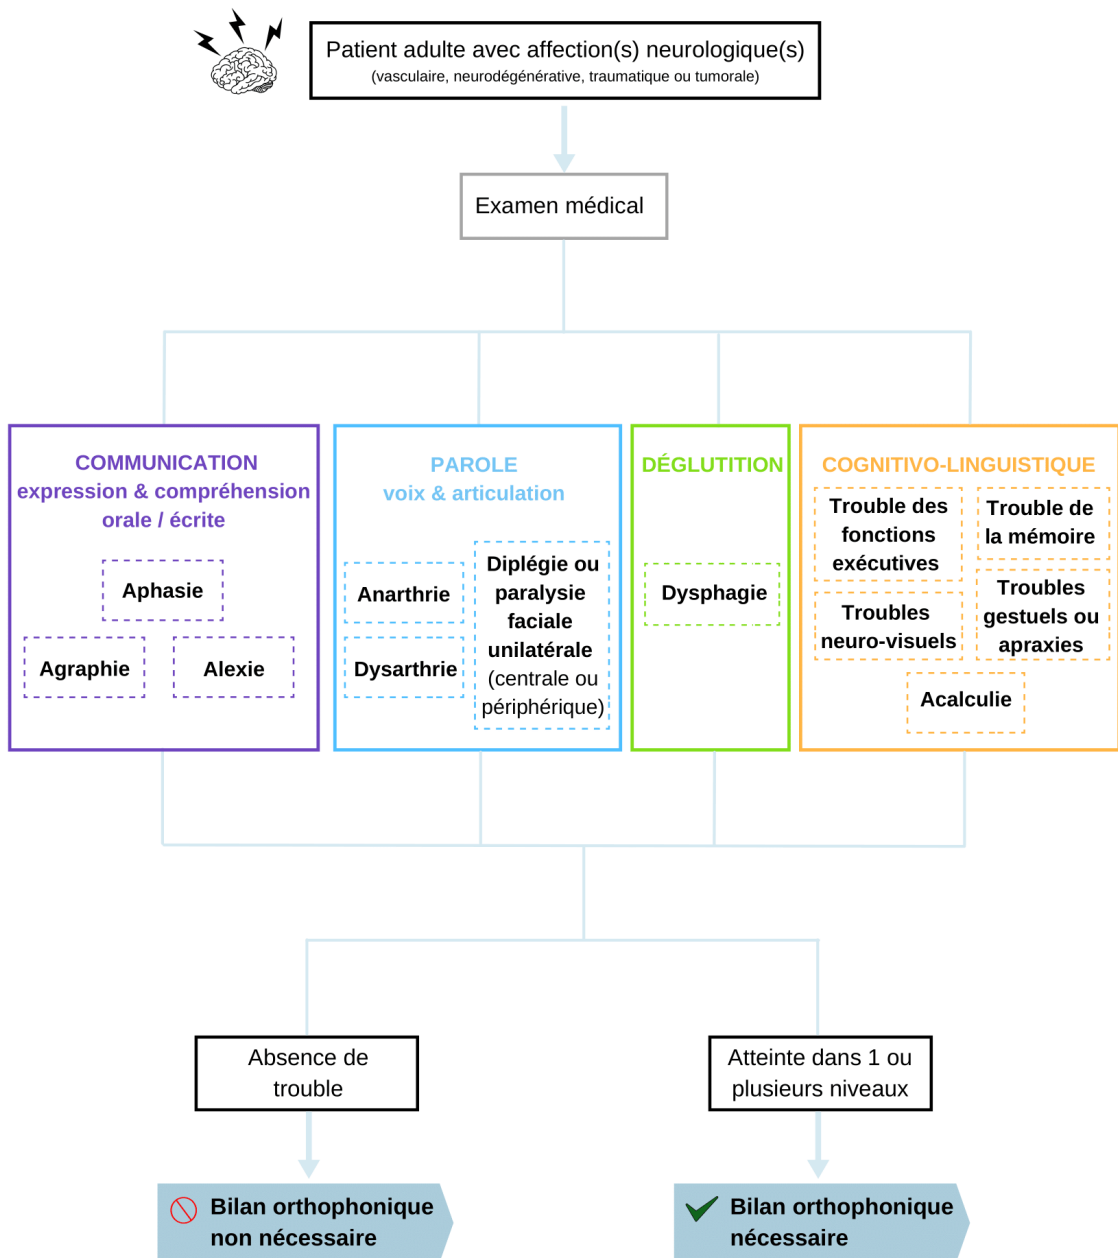 Patient adulte avec affection(s) neurologique(s)
(vasculaire, neurodégénérative, traumatique ou tumorale)
Examen médical
COMMUNICATION
expression & compréhension
orale / écrite
Aphasie
Agraphie
Alexie
PAROLE
voix & articulation
Anarthrie
Dysarthrie
Diplégie ou
paralysie
faciale
unilatérale
(centrale ou
périphérique)
DÉGLUTITION
Dysphagie
COGNITIVO-LINGUISTIQUE
Trouble des
fonctions
exécutives
Trouble de
la mémoire
Troubles
neuro-visuels
Troubles
gestuels ou
apraxies
Acalculie
Absence de
trouble
Atteinte dans 1 ou
plusieurs niveaux
Bilan orthophonique
non nécessaire
Bilan orthophonique
nécessaire